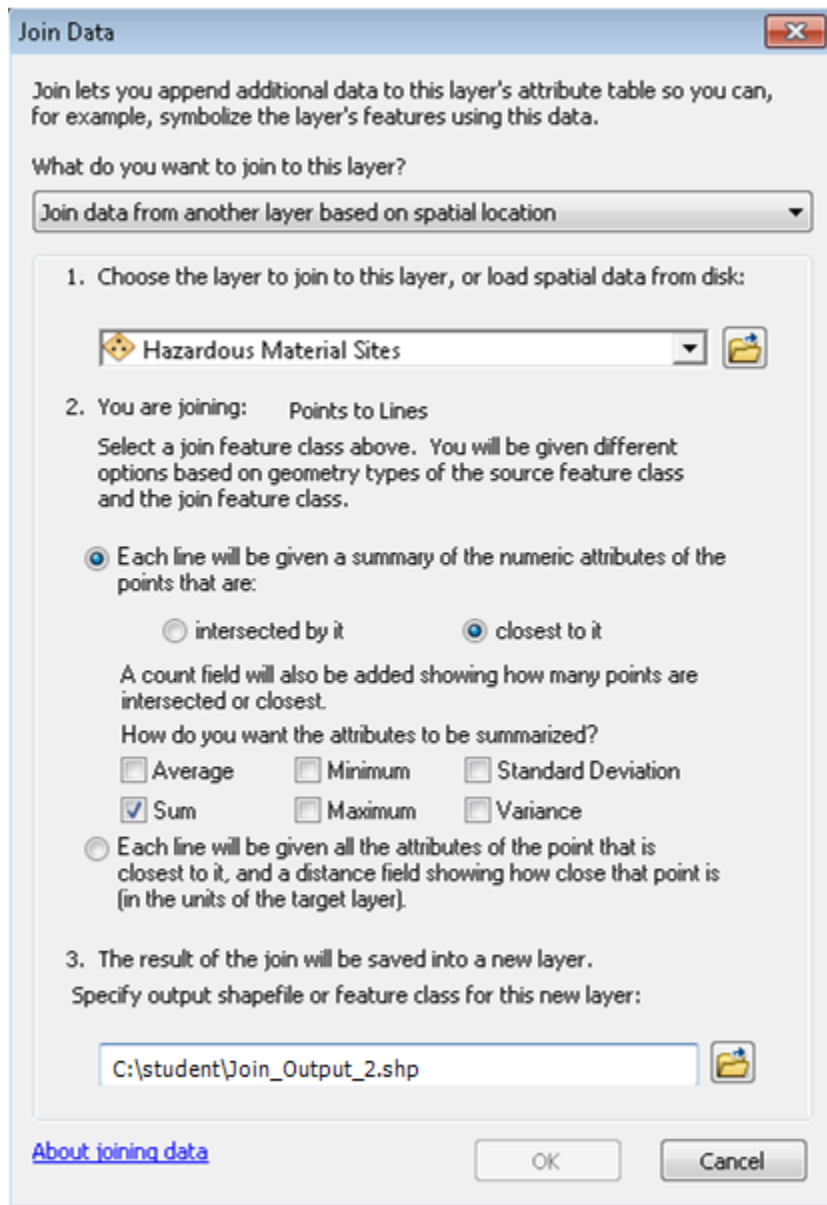 Join Data
Join lets you append additional data to this layer's attribute table so you can,
for example, symbolize the layer's features using this data.
What do you want to join to this layer?
Join data from another layer based on spatial location
1. Choose the layer to join to this layer, or load spatial data from disk:
Hazardous Material Sites
2. You are joining: Points to Lines
Select a join feature class above. You will be given different
options based on geometry types of the source feature class
and the join feature class.
Each line will be given a summary of the numeric attributes of the
points that are:
intersected by it closest to it
A count field will also be added showing how many points are
intersected or closest.
How do you want the attributes to be summarized?
Average Minimum Standard Deviation
Sum Maximum Variance
Each line will be given all the attributes of the point that is
closest to it, and a distance field showing how close that point is
(in the units of the target layer).
3. The result of the join will be saved into a new layer.
Specify output shapefile or feature class for this new layer:
C:\student\Join_Output_2.shp
About joining data OK Cancel